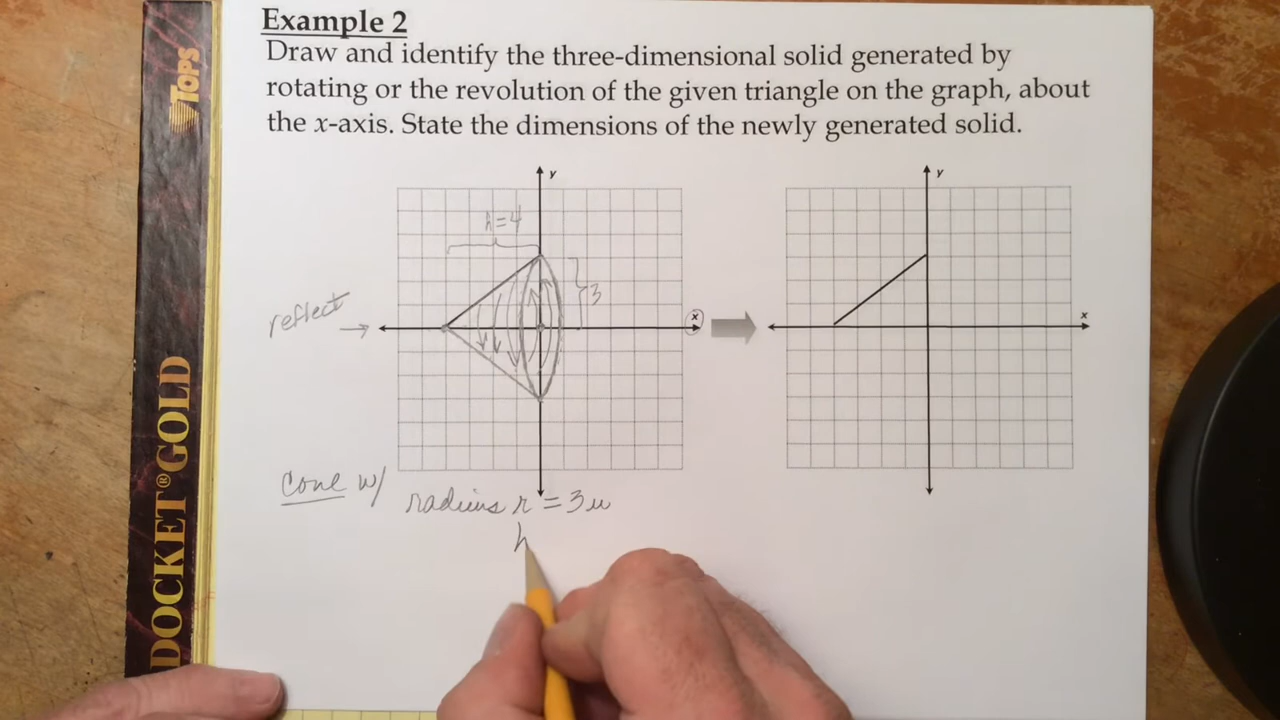 Example 2
Draw and identify the three-dimensional solid generated by
rotating or the revolution of the given triangle on the graph, about
the x-axis. State the dimensions of the newly generated solid.
y
h=4
3
reflect →
x
y
x
Cone w/ radius r = 3u
h
TOPS
DOCKET®GOLD